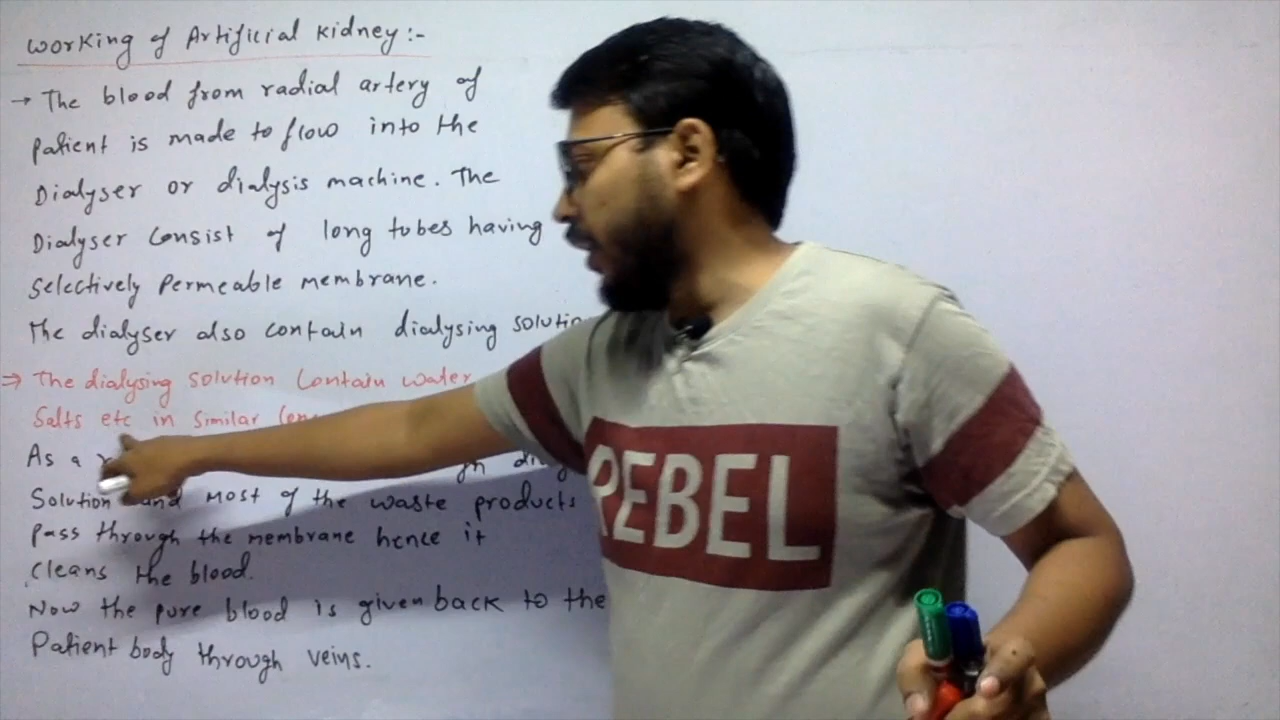 Working of Artificial Kidney :-
→ The blood from radial artery of
Patient is made to flow into the
Dialyser or dialysis machine. The
Dialyser Consist of long tubes having
Selectively Permeable membrane.
The dialyser also contain dialysing
⇒ The dialysing solution Contain water
Salts etc in similar
As a
Solution and most of the waste products
Pass through the membrane hence it
Cleans the blood.
Now the pure blood is given back to the
Patient body through veins.
REBEL